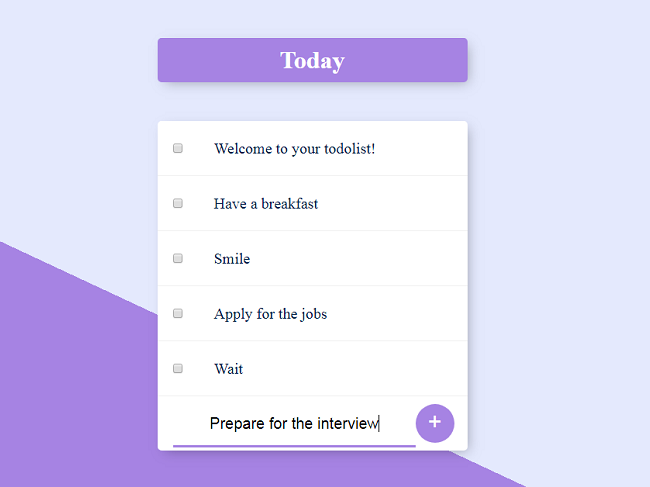 Today
Welcome to your todolist!
Have a breakfast
Smile
Apply for the jobs
Wait
Prepare for the interview
+